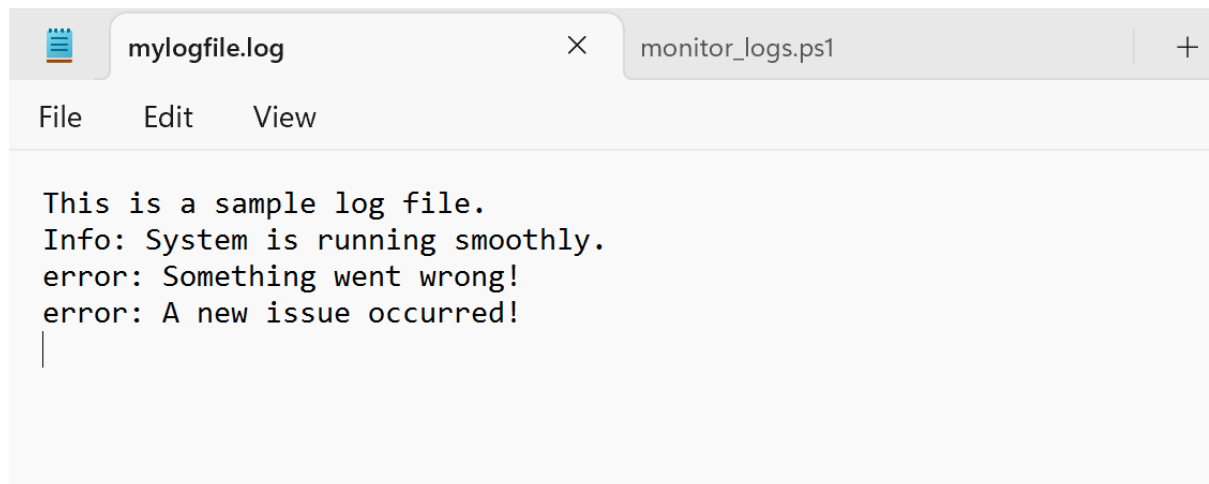 mylogfile.log monitor_logs.ps1
File Edit View
This is a sample log file.
Info: System is running smoothly.
error: Something went wrong!
error: A new issue occurred!